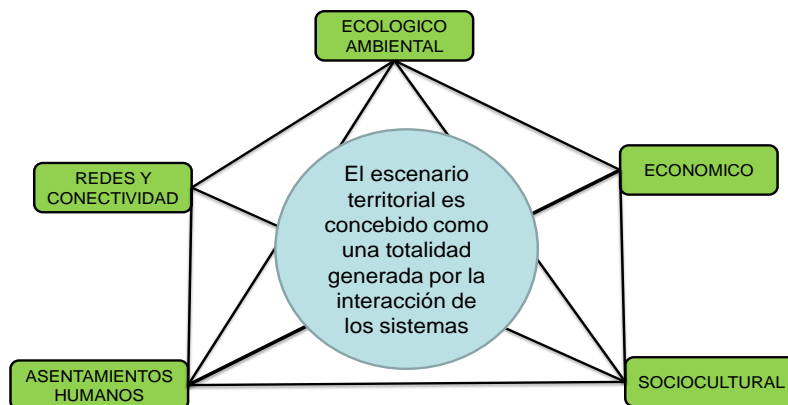 ECOLOGICO
AMBIENTAL
REDES Y
CONECTIVIDAD
El escenario
territorial es
concebido como
una totalidad
generada por la
interacción de
los sistemas
ECONOMICO
ASENTAMIENTOS
HUMANOS
SOCIOCULTURAL